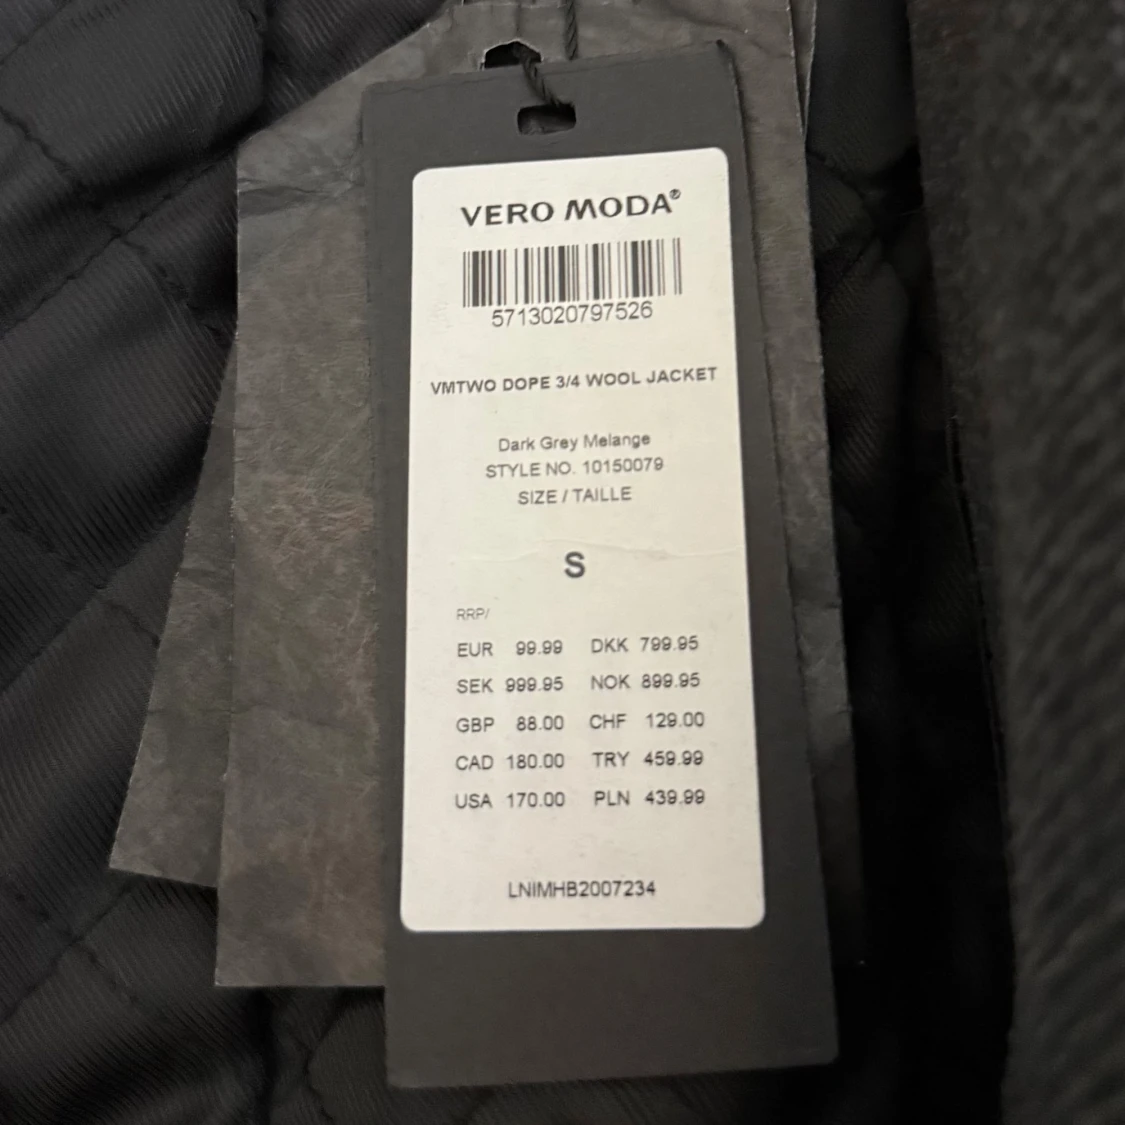 VERO MODA®
5713020797526
VMTWO DOPE 3/4 WOOL JACKET
Dark Grey Melange
STYLE NO. 10150079
SIZE / TAILLE
S
RRP/
EUR 99.99 DKK 799.95
SEK 999.95 NOK 899.95
GBP 88.00 CHF 129.00
CAD 180.00 TRY 459.99
USA 170.00 PLN 439.99
LNIMHB2007234